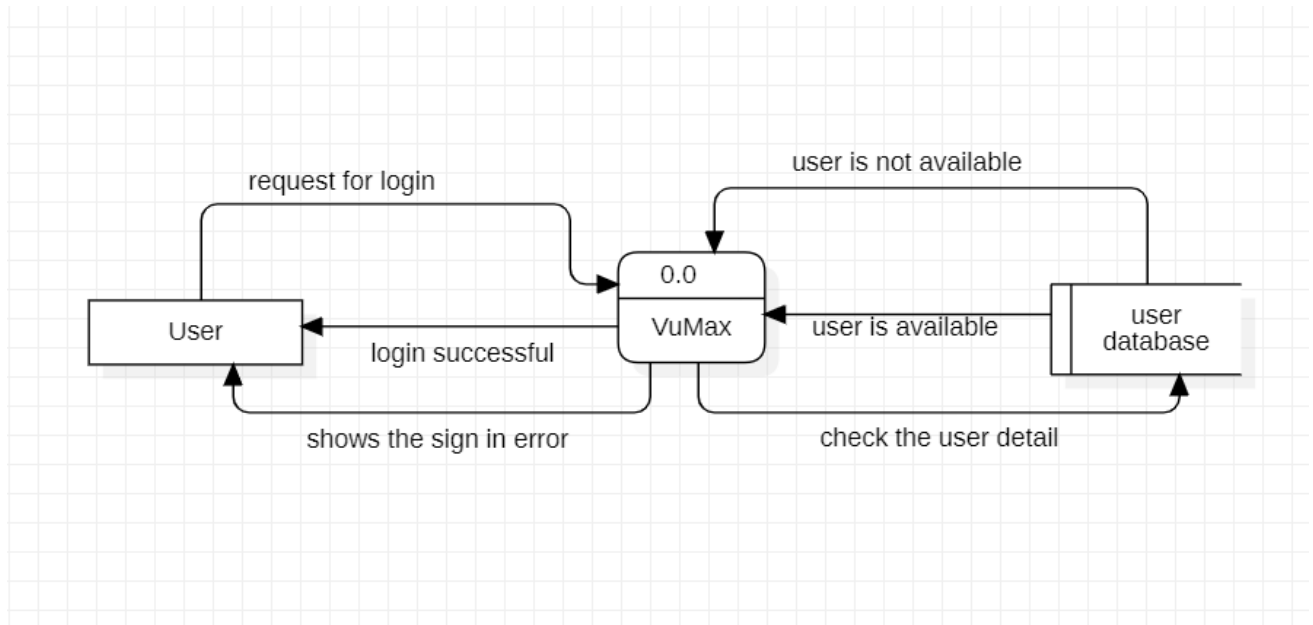 user is not available
request for login
0.0
VuMax
User
login successful
user is available
user
database
shows the sign in error
check the user detail